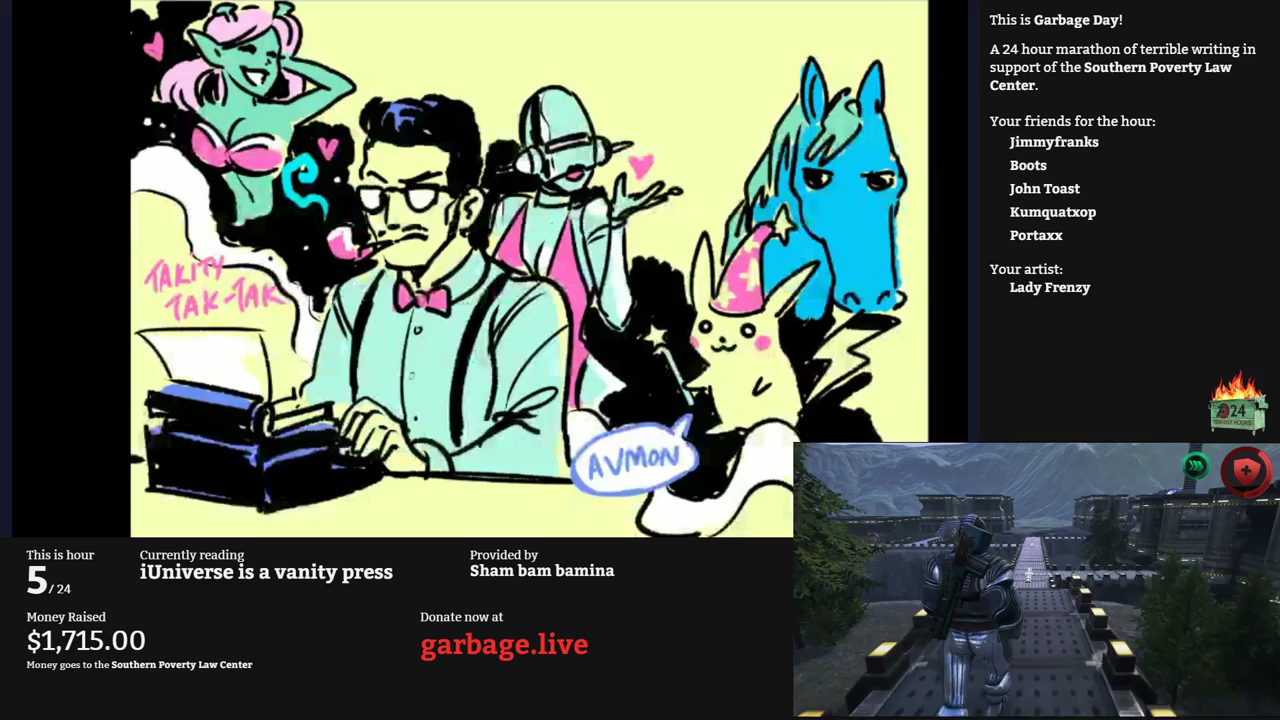 TAKITY
TAK-TAK
AVMON
This is Garbage Day!
A 24 hour marathon of terrible writing in
support of the Southern Poverty Law
Center.
Your friends for the hour:
Jimmyfranks
Boots
John Toast
Kumquatxop
Portaxx
Your artist:
Lady Frenzy
This is hour
5 / 24
Currently reading
iUniverse is a vanity press
Provided by
Sham bam bamina
Money Raised
$1,715.00
Money goes to the Southern Poverty Law Center
Donate now at
garbage.live